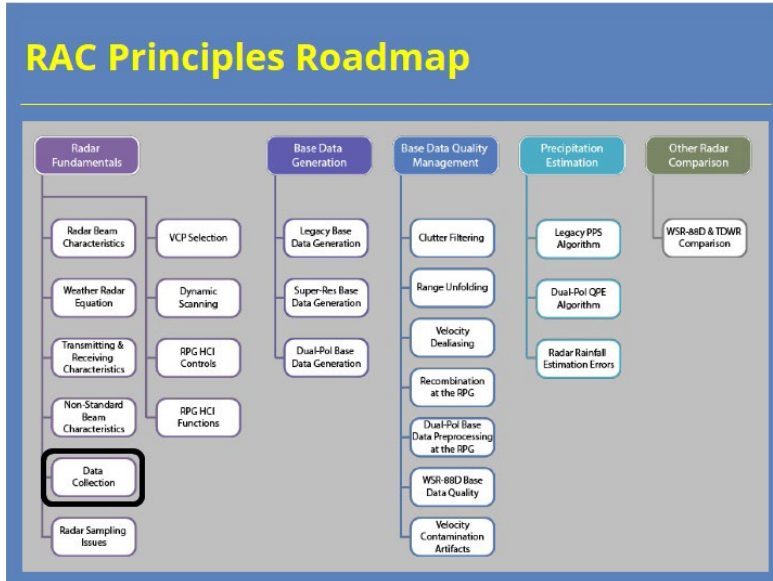 RAC Principles Roadmap
Radar
Fundamentals
Radar Beam
Characteristics
Weather Radar
Equation
Transmitting &
Receiving
Characteristics
Non-Standard
Beam
Characteristics
Data
Collection
Radar Sampling
Issues
VCP Selection
Dynamic
Scanning
RPG HCI
Controls
RPG HCI
Functions
Base Data
Generation
Legacy Base
Data Generation
Super-Res Base
Data Generation
Dual-Pol Base
Data Generation
Base Data Quality
Management
Clutter Filtering
Range Unfolding
Velocity
Dealiasing
Recombination
at the RPG
Dual-Pol Base
Data Preprocessing
at the RPG
WSR-88D Base
Data Quality
Velocity
Contamination
Artifacts
Precipitation
Estimation
Legacy PPS
Algorithm
Dual-Pol QPE
Algorithm
Radar Rainfall
Estimation Errors
Other Radar
Comparison
WSR-88D & TDWR
Comparison